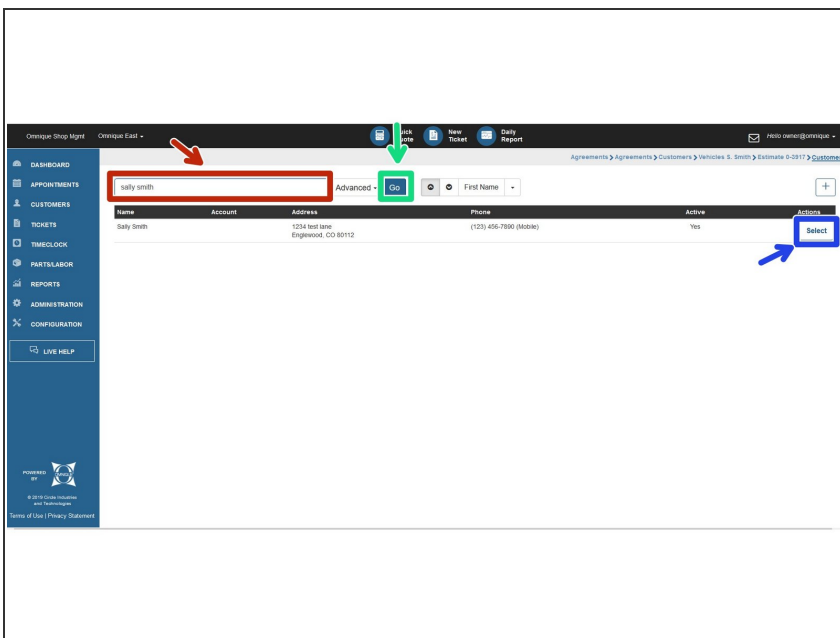 Omnique Shop Mgmt Omnique East
Quick Quote
New Ticket
Daily Report
Hello owner@omnique
Agreements > Agreements > Customers > Vehicles S. Smith > Estimate 0-3917 > Customer
DASHBOARD
APPOINTMENTS
CUSTOMERS
TICKETS
TIMECLOCK
PARTS/LABOR
REPORTS
ADMINISTRATION
CONFIGURATION
LIVE HELP
sally smith Advanced Go First Name +
Name Account Address Phone Active Actions
Sally Smith 1234 test lane (123) 456-7890 (Mobile) Yes Select
Englewood, CO 80112
POWERED
BY
OMNIQUE
© 2019 Circle Industries
and Technologies
Terms of Use | Privacy Statement